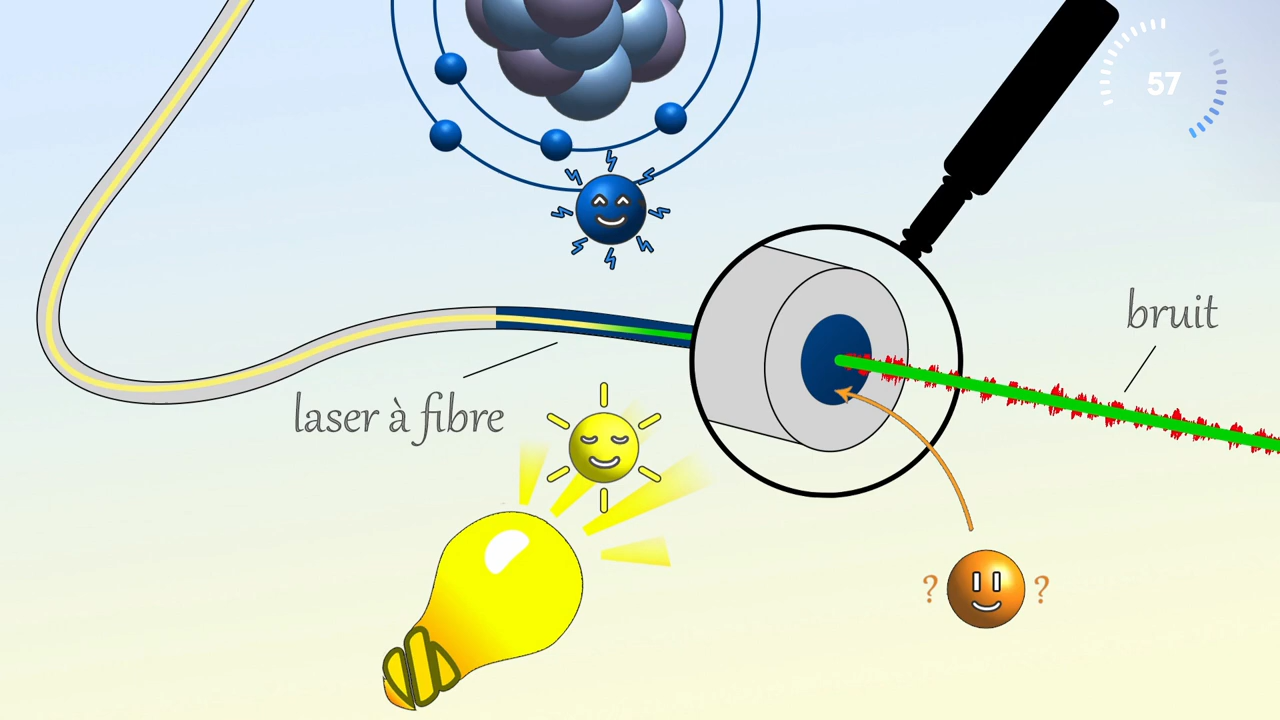 57
bruit
laser à fibre
? ?